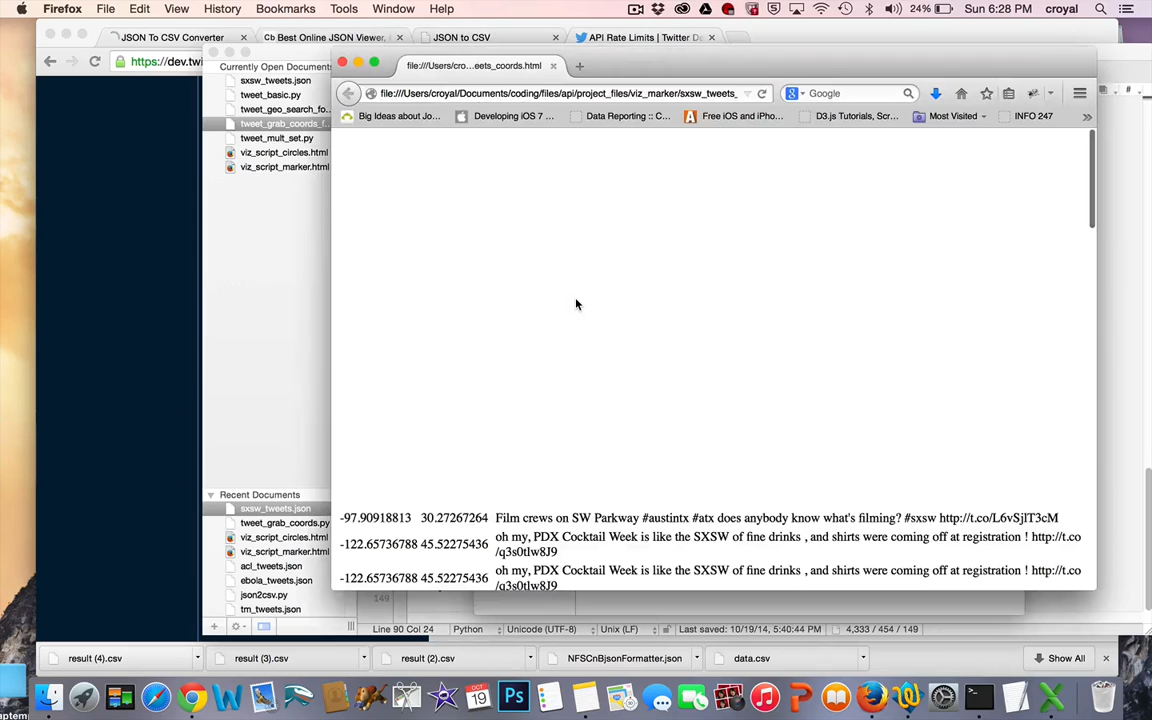 Firefox File Edit View History Bookmarks Tools Window Help 24% Sun 6:28 PM croyal
JSON To CSV Converter Cb Best Online JSON Viewer, JSON to CSV API Rate Limits | Twitter De
https://dev.twi
Currently Open Documents
sxsw_tweets.json
tweet_basic.py
tweet_geo_search_fo...
tweet_grab_coords_f...
tweet_mult_set.py
viz_script_circles.html
viz_script_marker.html
file:///Users/cro...eets_coords.html
file:///Users/croyal/Documents/coding/files/api/project_files/viz_marker/sxsw_tweets_ Google
Big Ideas about Jo... Developing iOS 7 ... Data Reporting :: C... Free iOS and iPho... D3.js Tutorials, Scr... Most Visited INFO 247 »
-97.90918813 30.27267264 Film crews on SW Parkway #austintx #atx does anybody know what's filming? #sxsw http://t.co/L6vSjlT3cM
-122.65736788 45.52275436 oh my, PDX Cocktail Week is like the SXSW of fine drinks , and shirts were coming off at registration ! http://t.co
/q3s0tlw8J9
-122.65736788 45.52275436 oh my, PDX Cocktail Week is like the SXSW of fine drinks , and shirts were coming off at registration ! http://t.co
/q3s0tlw8J9
Recent Documents
sxsw_tweets.json
tweet_grab_coords.py
viz_script_circles.html
viz_script_marker.html
acl_tweets.json
ebola_tweets.json
json2csv.py
tm_tweets.json
149
Line 90 Col 24 Python Unicode (UTF-8) Unix (LF) Last saved: 10/19/14, 5:40:44 PM 4,333 / 454 / 149
result (4).csv result (3).csv result (2).csv NFSCnBjsonFormatter.json data.csv Show All
OCT
19
aptem